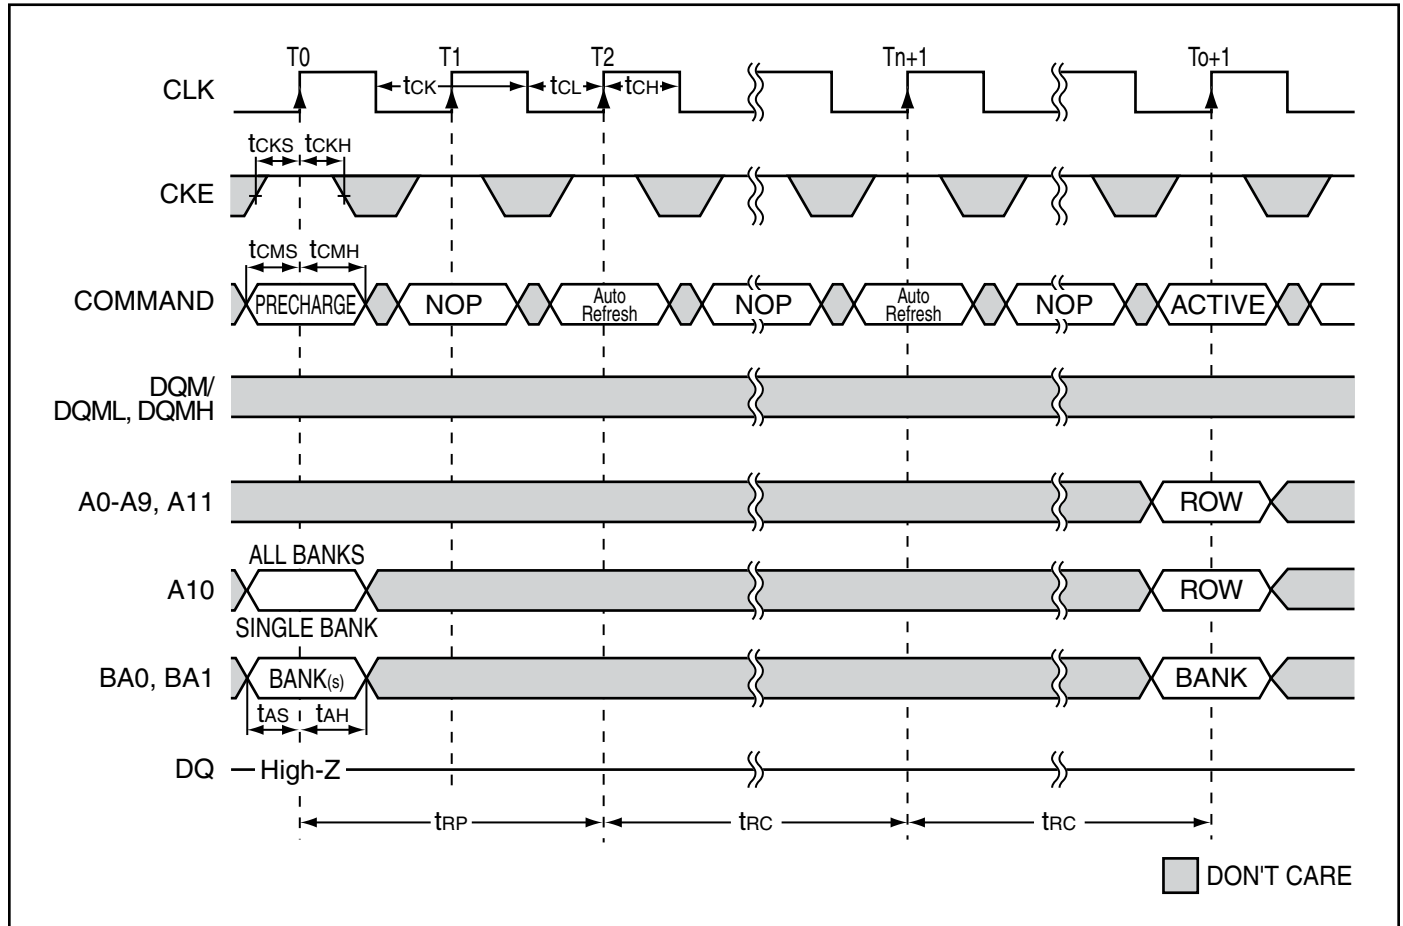 T0 T1 T2 Tn+1 To+1
CLK tCK tCL tCH
tCKS tCKH
CKE
tCMS tCMH
COMMAND PRECHARGE NOP Auto Refresh NOP Auto Refresh NOP ACTIVE
DQM/
DQML, DQMH
A0-A9, A11 ROW
ALL BANKS
A10 ROW
SINGLE BANK
BA0, BA1 BANK(s) BANK
tAS tAH
DQ High-Z
tRP tRC tRC
DON'T CARE